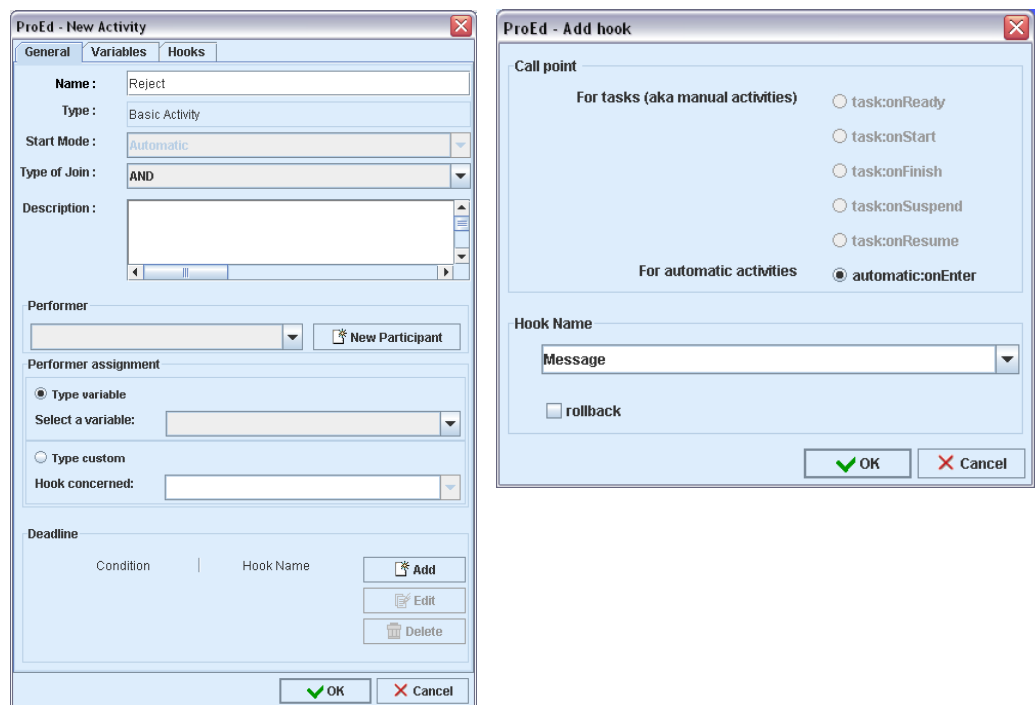 ProEd - New Activity
General Variables Hooks
Name : Reject
Type : Basic Activity
Start Mode : Automatic
Type of Join : AND
Description :
Performer
New Participant
Performer assignment
Type variable
Select a variable:
Type custom
Hook concerned:
Deadline
Condition Hook Name Add
Edit
Delete
OK Cancel
ProEd - Add hook
Call point
For tasks (aka manual activities) task:onReady
task:onStart
task:onFinish
task:onSuspend
task:onResume
For automatic activities automatic:onEnter
Hook Name
Message
rollback
OK Cancel